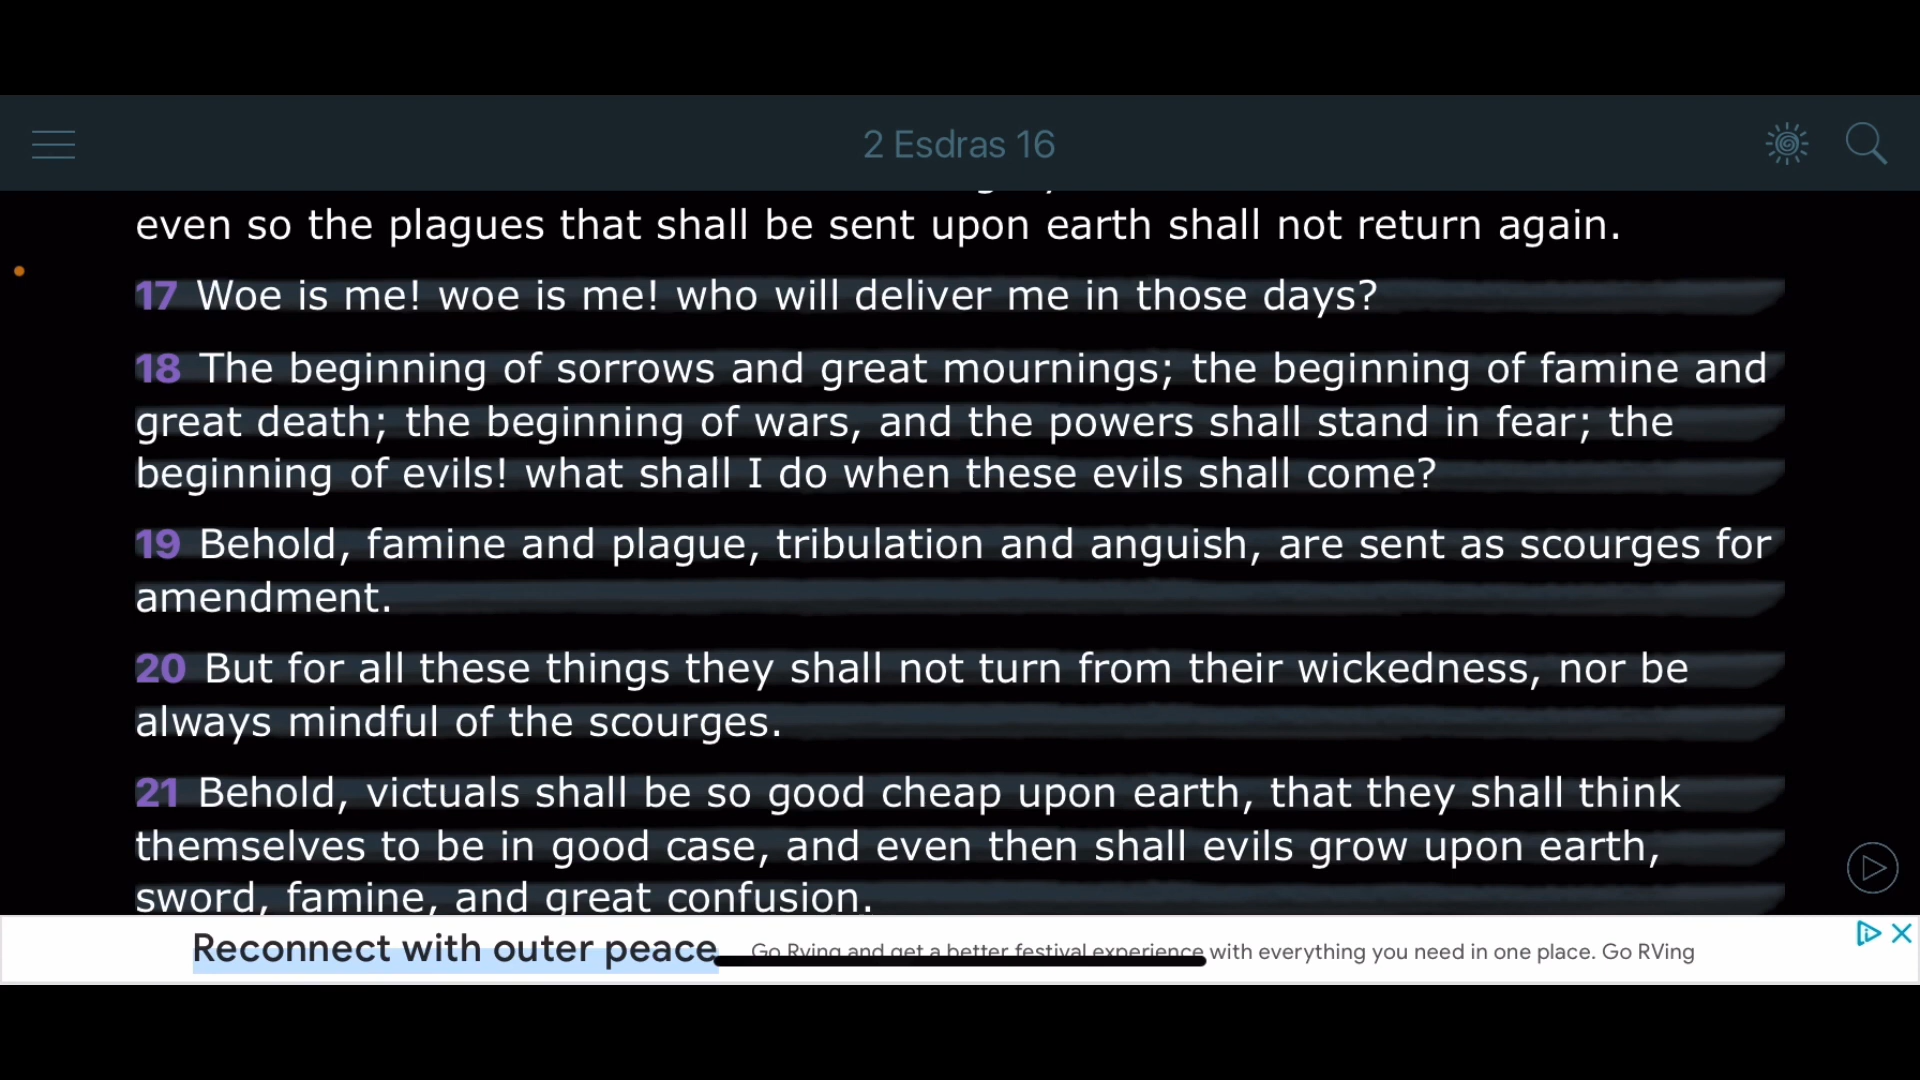 2 Esdras 16
even so the plagues that shall be sent upon earth shall not return again.
17 Woe is me! woe is me! who will deliver me in those days?
18 The beginning of sorrows and great mournings; the beginning of famine and
great death; the beginning of wars, and the powers shall stand in fear; the
beginning of evils! what shall I do when these evils shall come?
19 Behold, famine and plague, tribulation and anguish, are sent as scourges for
amendment.
20 But for all these things they shall not turn from their wickedness, nor be
always mindful of the scourges.
21 Behold, victuals shall be so good cheap upon earth, that they shall think
themselves to be in good case, and even then shall evils grow upon earth,
sword, famine, and great confusion.
Reconnect with outer peace
Go Rving and get a better festival experience with everything you need in one place. Go RVing